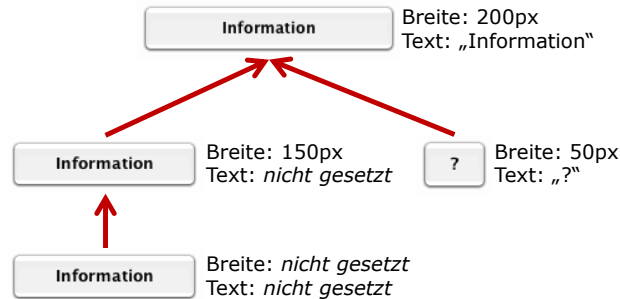 Information
Breite: 200px
Text: „Information“
Information
Breite: 150px
Text: nicht gesetzt
?
Breite: 50px
Text: „?“
Information
Breite: nicht gesetzt
Text: nicht gesetzt